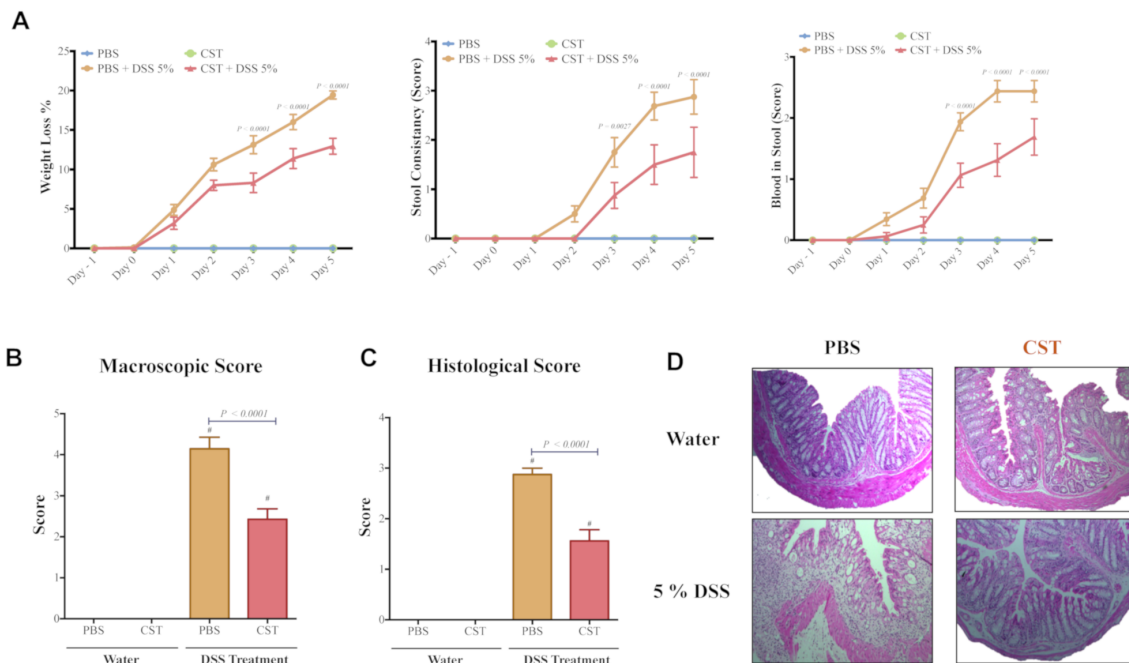 A
PBS
CST
PBS + DSS 5%
CST + DSS 5%
Weight Loss %
25
20
15
10
5
0
P < 0.0001
P < 0.0001
P < 0.0001
Day - 1
Day 0
Day 1
Day 2
Day 3
Day 4
Day 5
PBS
CST
PBS + DSS 5%
CST + DSS 5%
Stool Consistancy (Score)
4
3
2
1
0
P = 0.0027
P < 0.0001
P < 0.0001
Day - 1
Day 0
Day 1
Day 2
Day 3
Day 4
Day 5
PBS
CST
PBS + DSS 5%
CST + DSS 5%
Blood in Stool (Score)
3
2
1
0
P < 0.0001
P < 0.0001
P < 0.0001
Day - 1
Day 0
Day 1
Day 2
Day 3
Day 4
Day 5
B
Macroscopic Score
Score
5
4
3
2
1
0
P < 0.0001
#
#
PBS
CST
PBS
CST
Water
DSS Treatment
C
Histological Score
Score
4
3
2
1
0
P < 0.0001
#
#
PBS
CST
PBS
CST
Water
DSS Treatment
D
PBS
CST
Water
5 % DSS